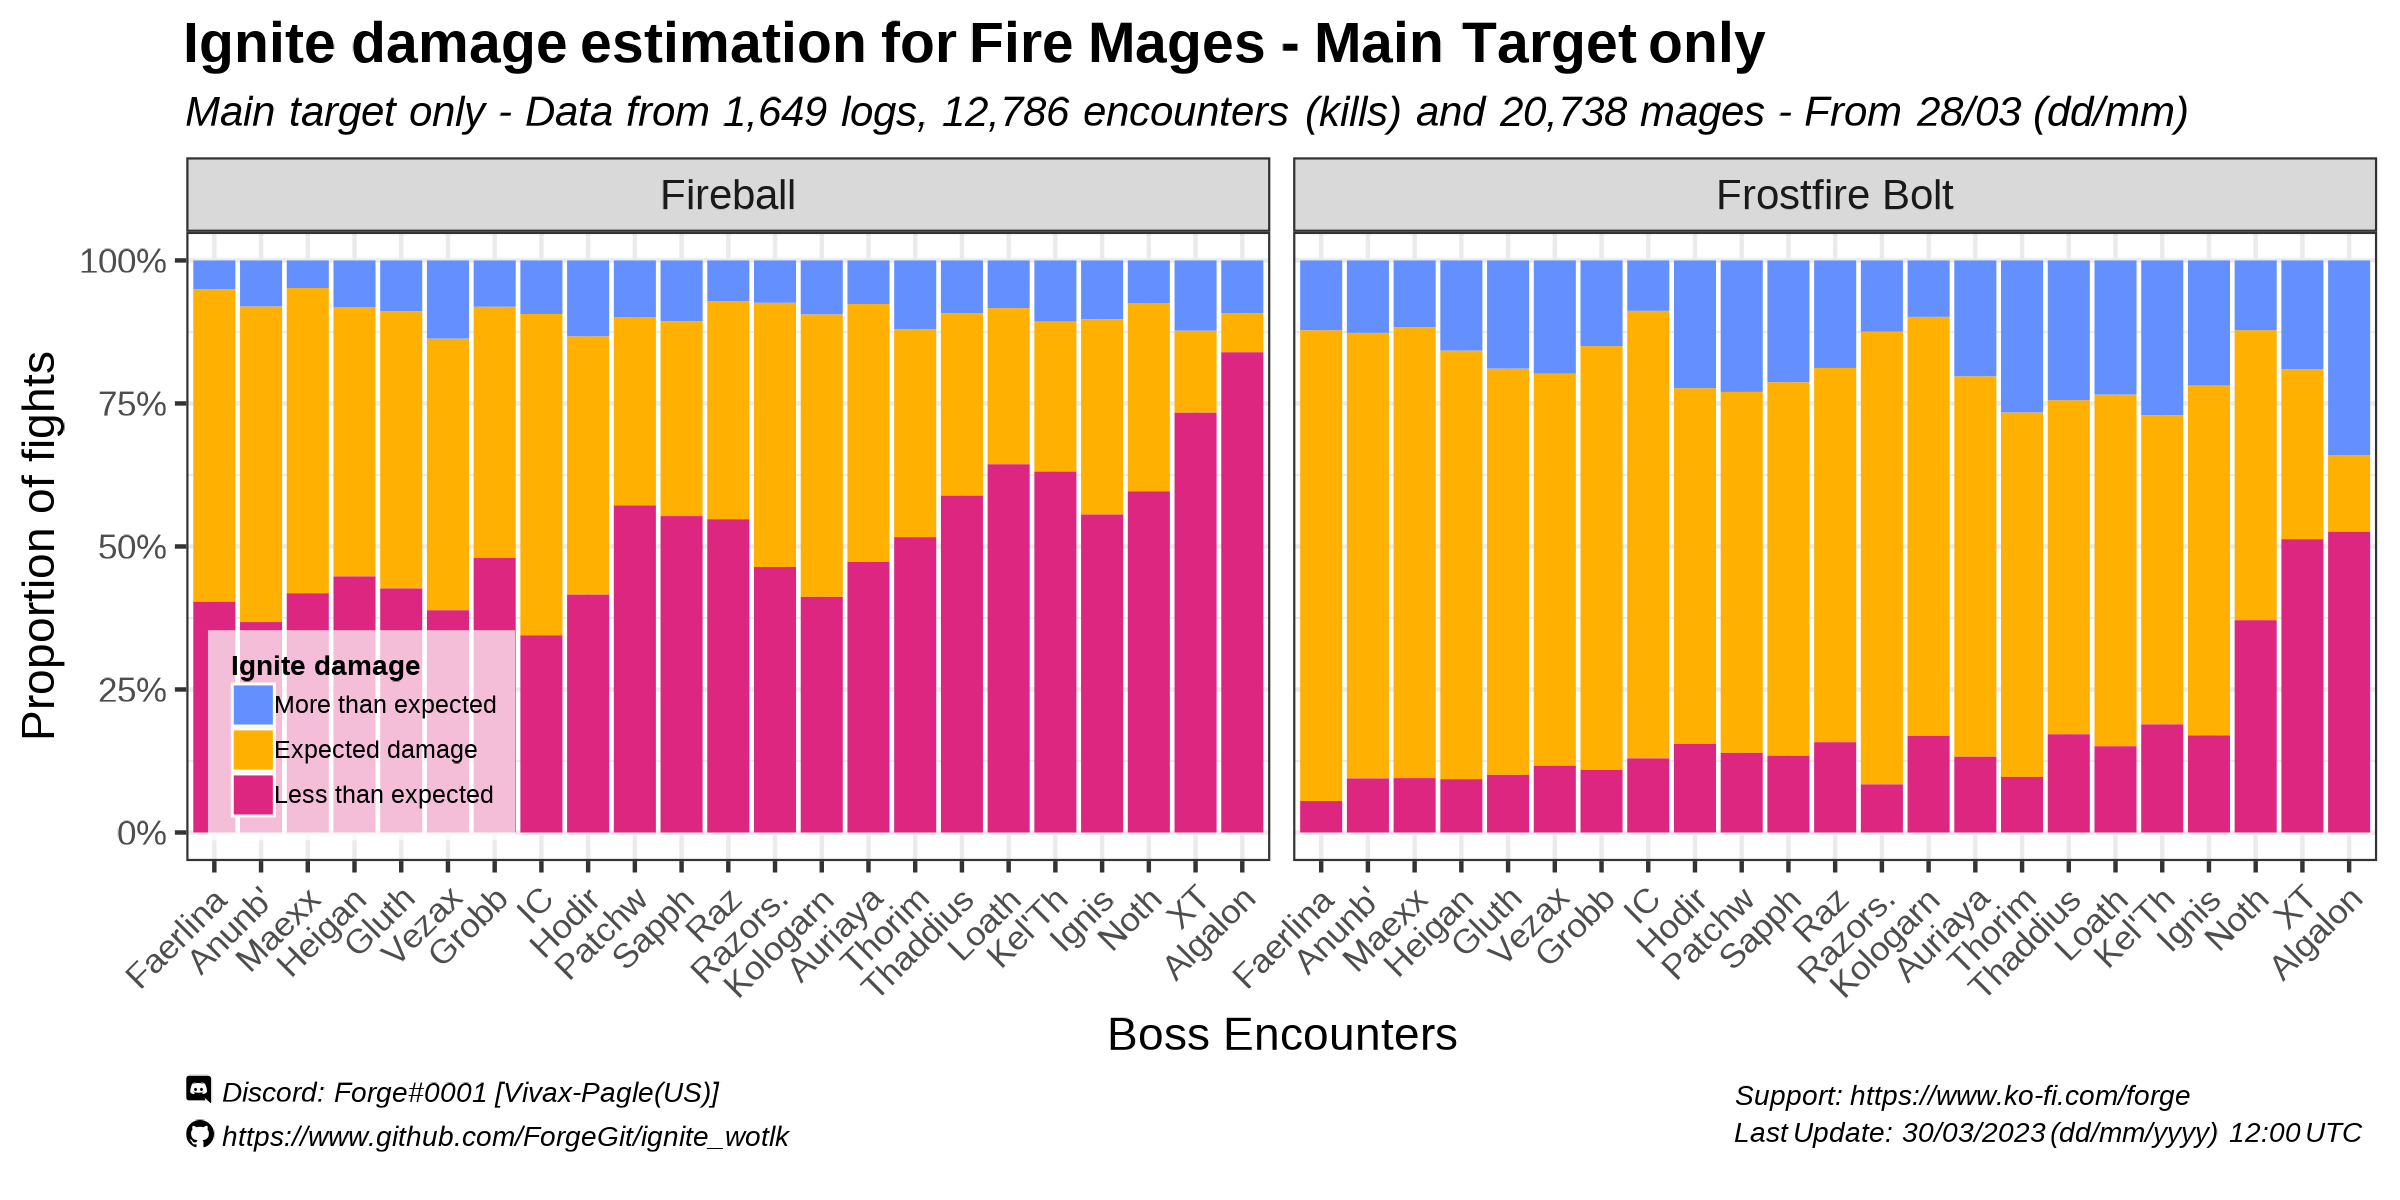 Ignite damage estimation for Fire Mages - Main Target only
Main target only - Data from 1,649 logs, 12,786 encounters (kills) and 20,738 mages - From 28/03 (dd/mm)
Fireball
Frostfire Bolt
Proportion of fights
100%
75%
50%
25%
0%
Ignite damage
More than expected
Expected damage
Less than expected
Faerlina
Anunb'
Maexx
Heigan
Gluth
Vezax
Grobb
IC
Hodir
Patchw
Sapph
Raz
Razors.
Kologarn
Auriaya
Thorim
Thaddius
Loath
Kel'Th
Ignis
Noth
XT
Algalon
Faerlina
Anunb'
Maexx
Heigan
Gluth
Vezax
Grobb
IC
Hodir
Patchw
Sapph
Raz
Razors.
Kologarn
Auriaya
Thorim
Thaddius
Loath
Kel'Th
Ignis
Noth
XT
Algalon
Boss Encounters
Discord: Forge#0001 [Vivax-Pagle(US)]
https://www.github.com/ForgeGit/ignite_wotlk
Support: https://www.ko-fi.com/forge
Last Update: 30/03/2023 (dd/mm/yyyy) 12:00 UTC